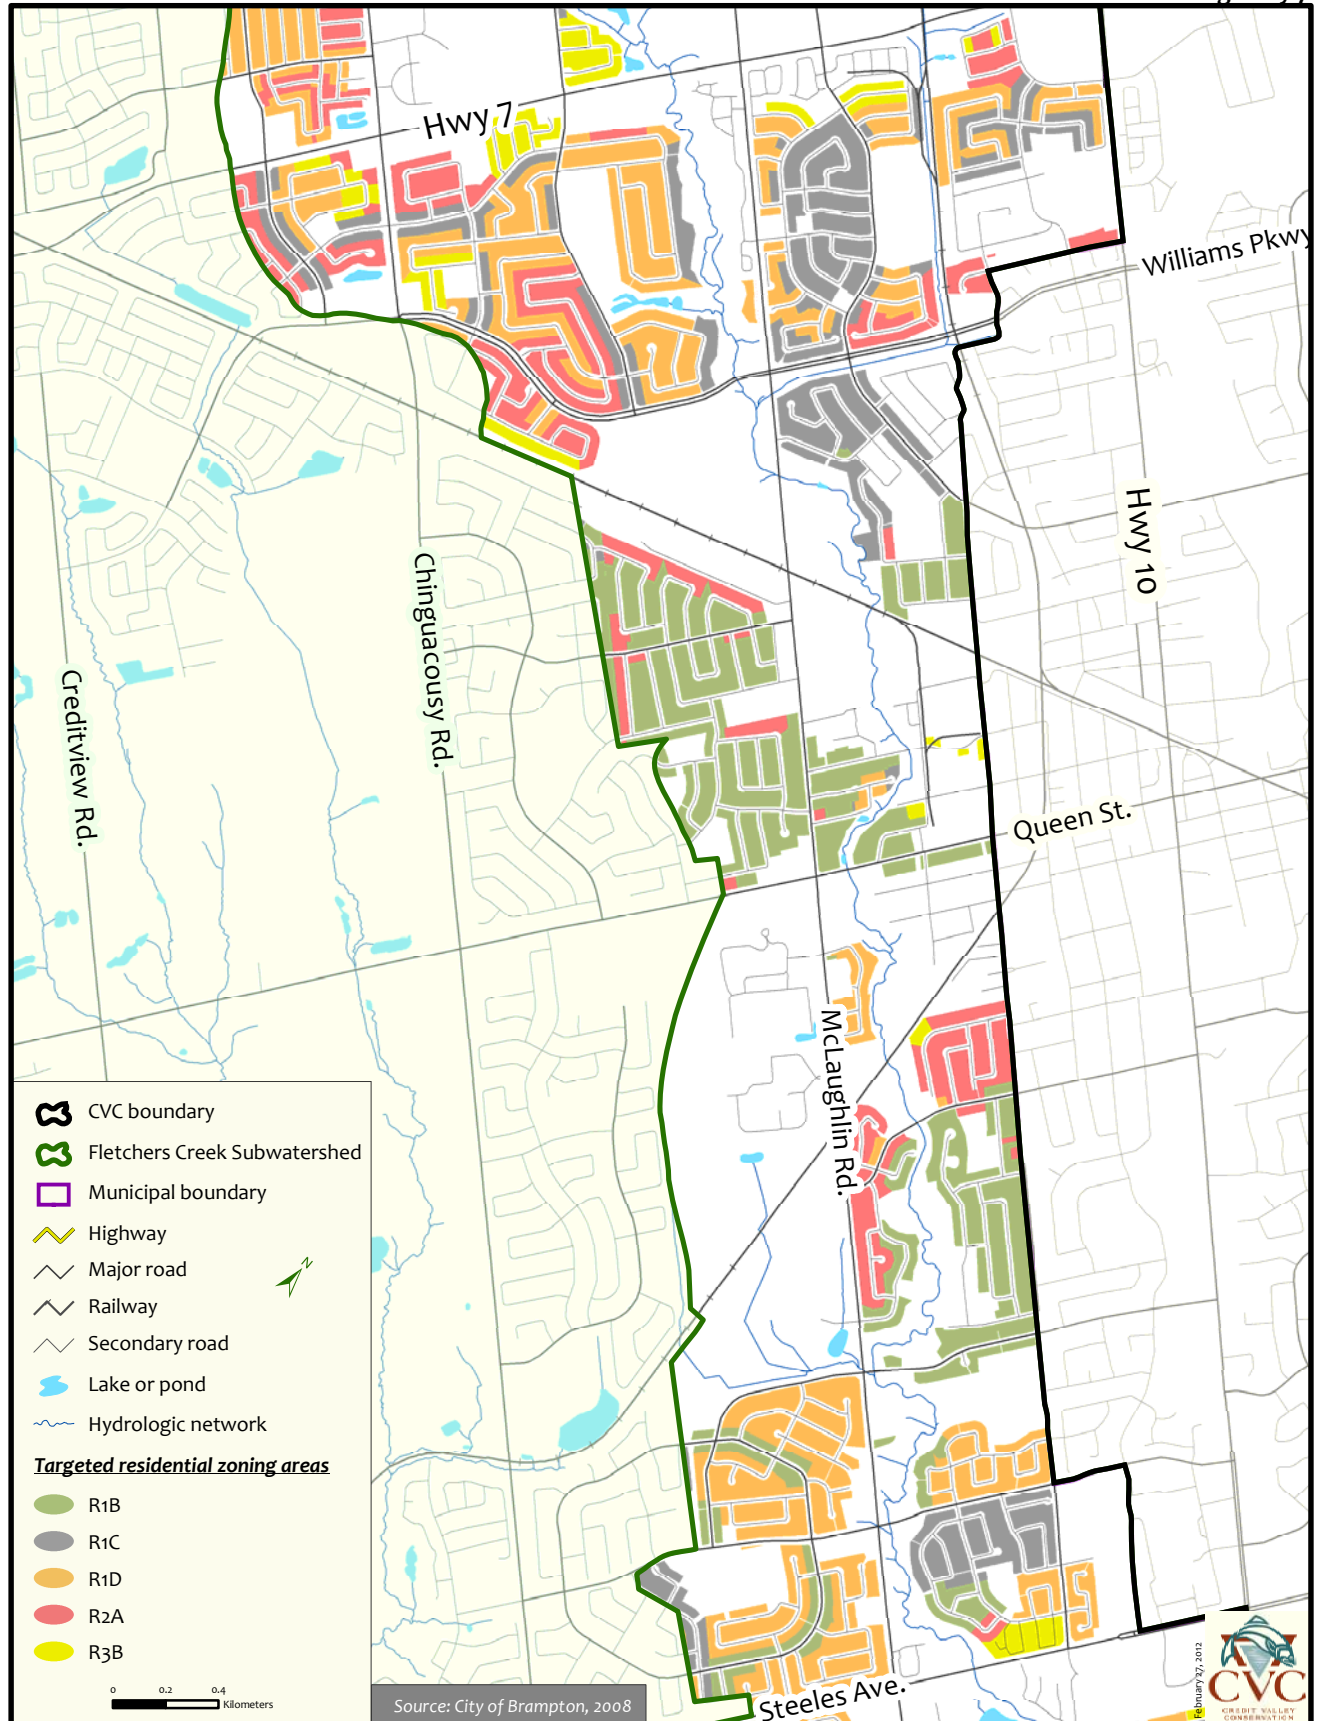 Hwy 7
Williams Pkwy
Hwy 10
Chinguacousy Rd.
Creditview Rd.
Queen St.
McLaughlin Rd.
CVC boundary
Fletchers Creek Subwatershed
Municipal boundary
Highway
Major road
N
Railway
Secondary road
Lake or pond
Hydrologic network
Targeted residential zoning areas
R1B
R1C
R1D
R2A
R3B
0 0.2 0.4
Kilometers
Source: City of Brampton, 2008
Steeles Ave.
February 27, 2012
CVC
CREDIT VALLEY
CONSERVATION